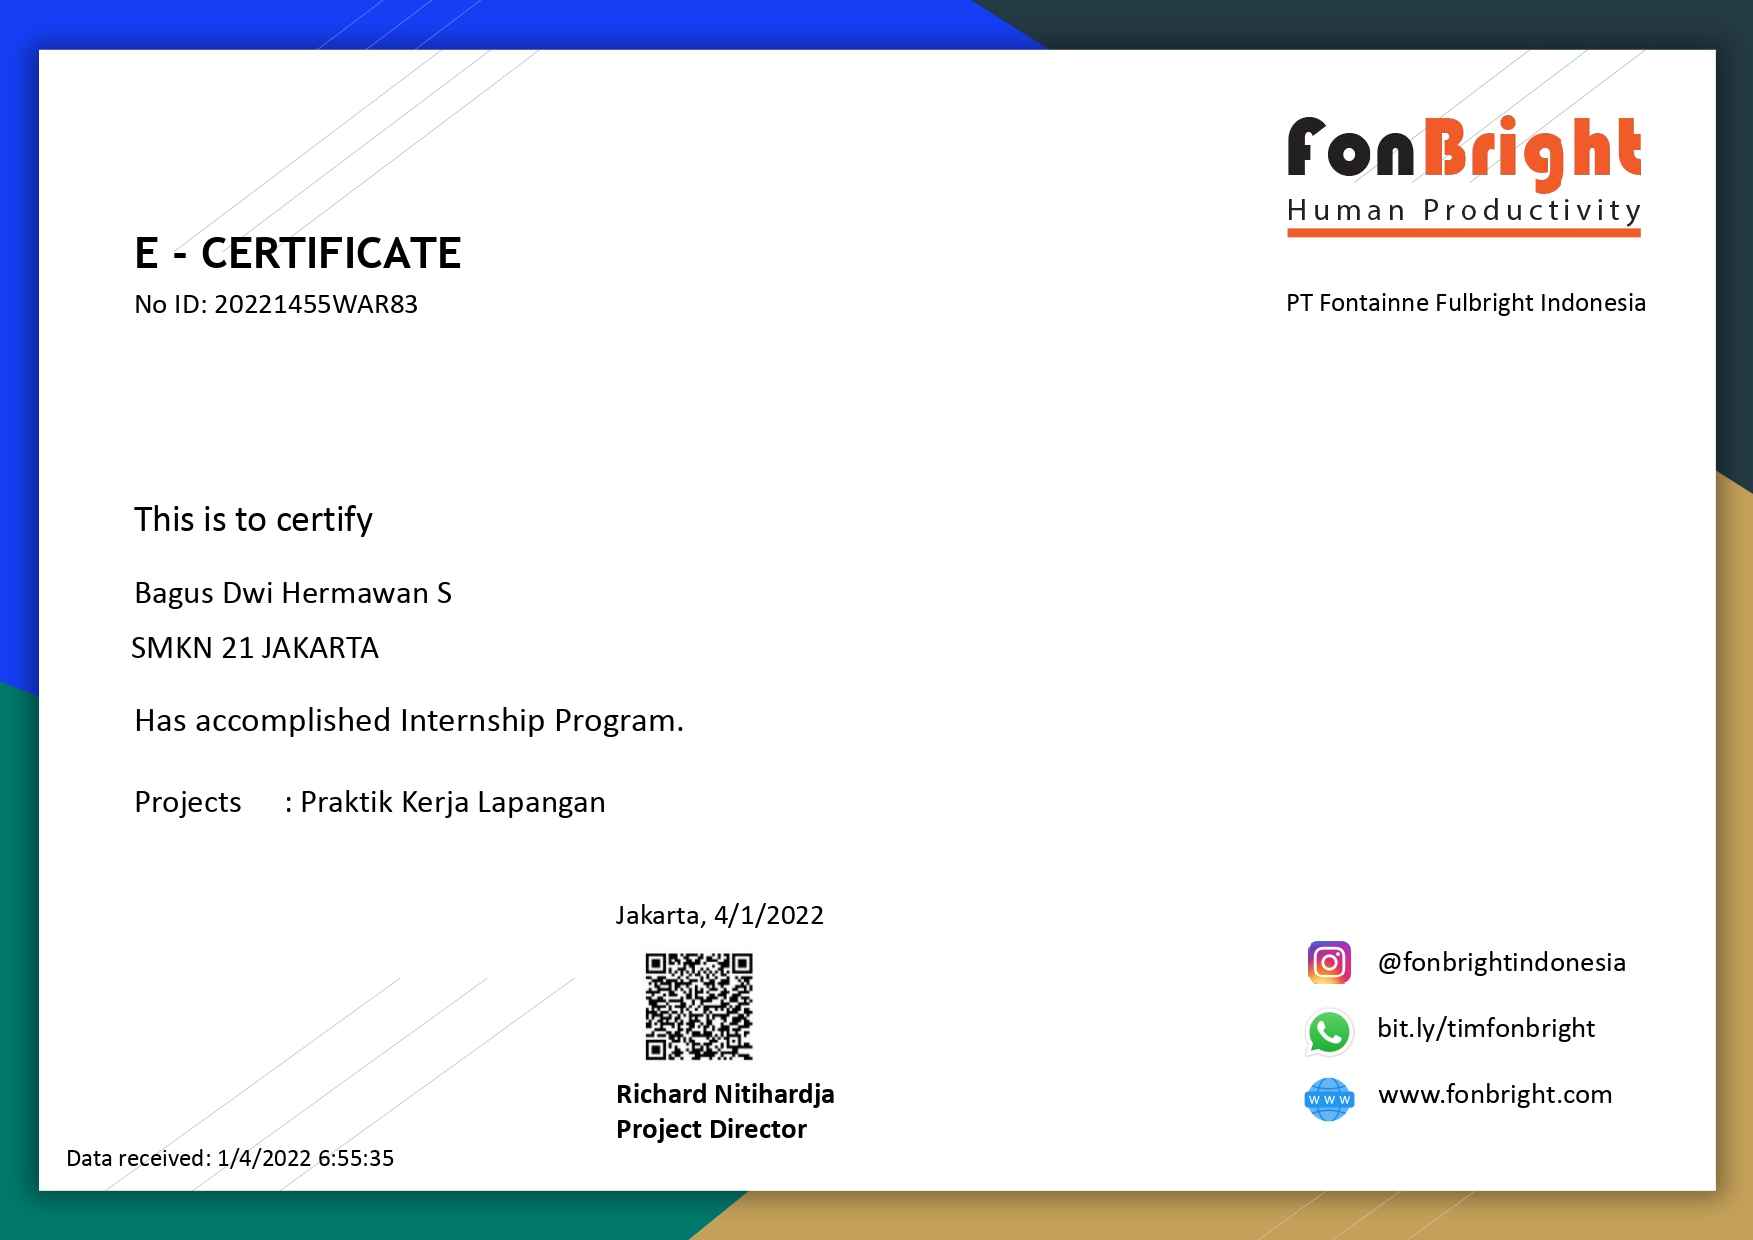 FonBright
Human Productivity
E - CERTIFICATE
No ID: 20221455WAR83
PT Fontainne Fulbright Indonesia
This is to certify
Bagus Dwi Hermawan S
SMKN 21 JAKARTA
Has accomplished Internship Program.
Projects : Praktik Kerja Lapangan
Jakarta, 4/1/2022
Richard Nitihardja
Project Director
@fonbrightindonesia
bit.ly/timfonbright
www
www.fonbright.com
Data received: 1/4/2022 6:55:35